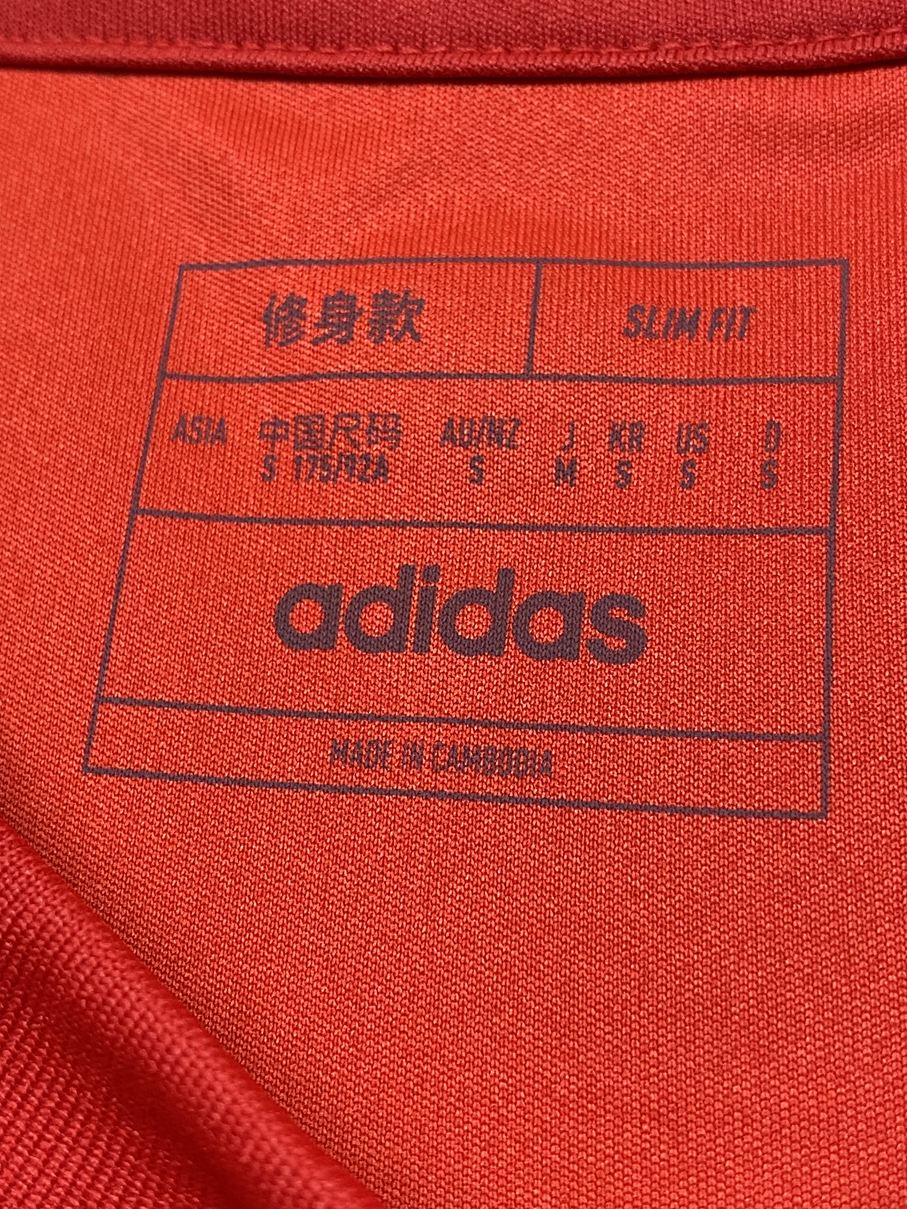 修身款 SLIM FIT
ASIA 中国尺码 AU/NZ J KR US D
S 175/92A S M S S S
adidas
MADE IN CAMBODIA